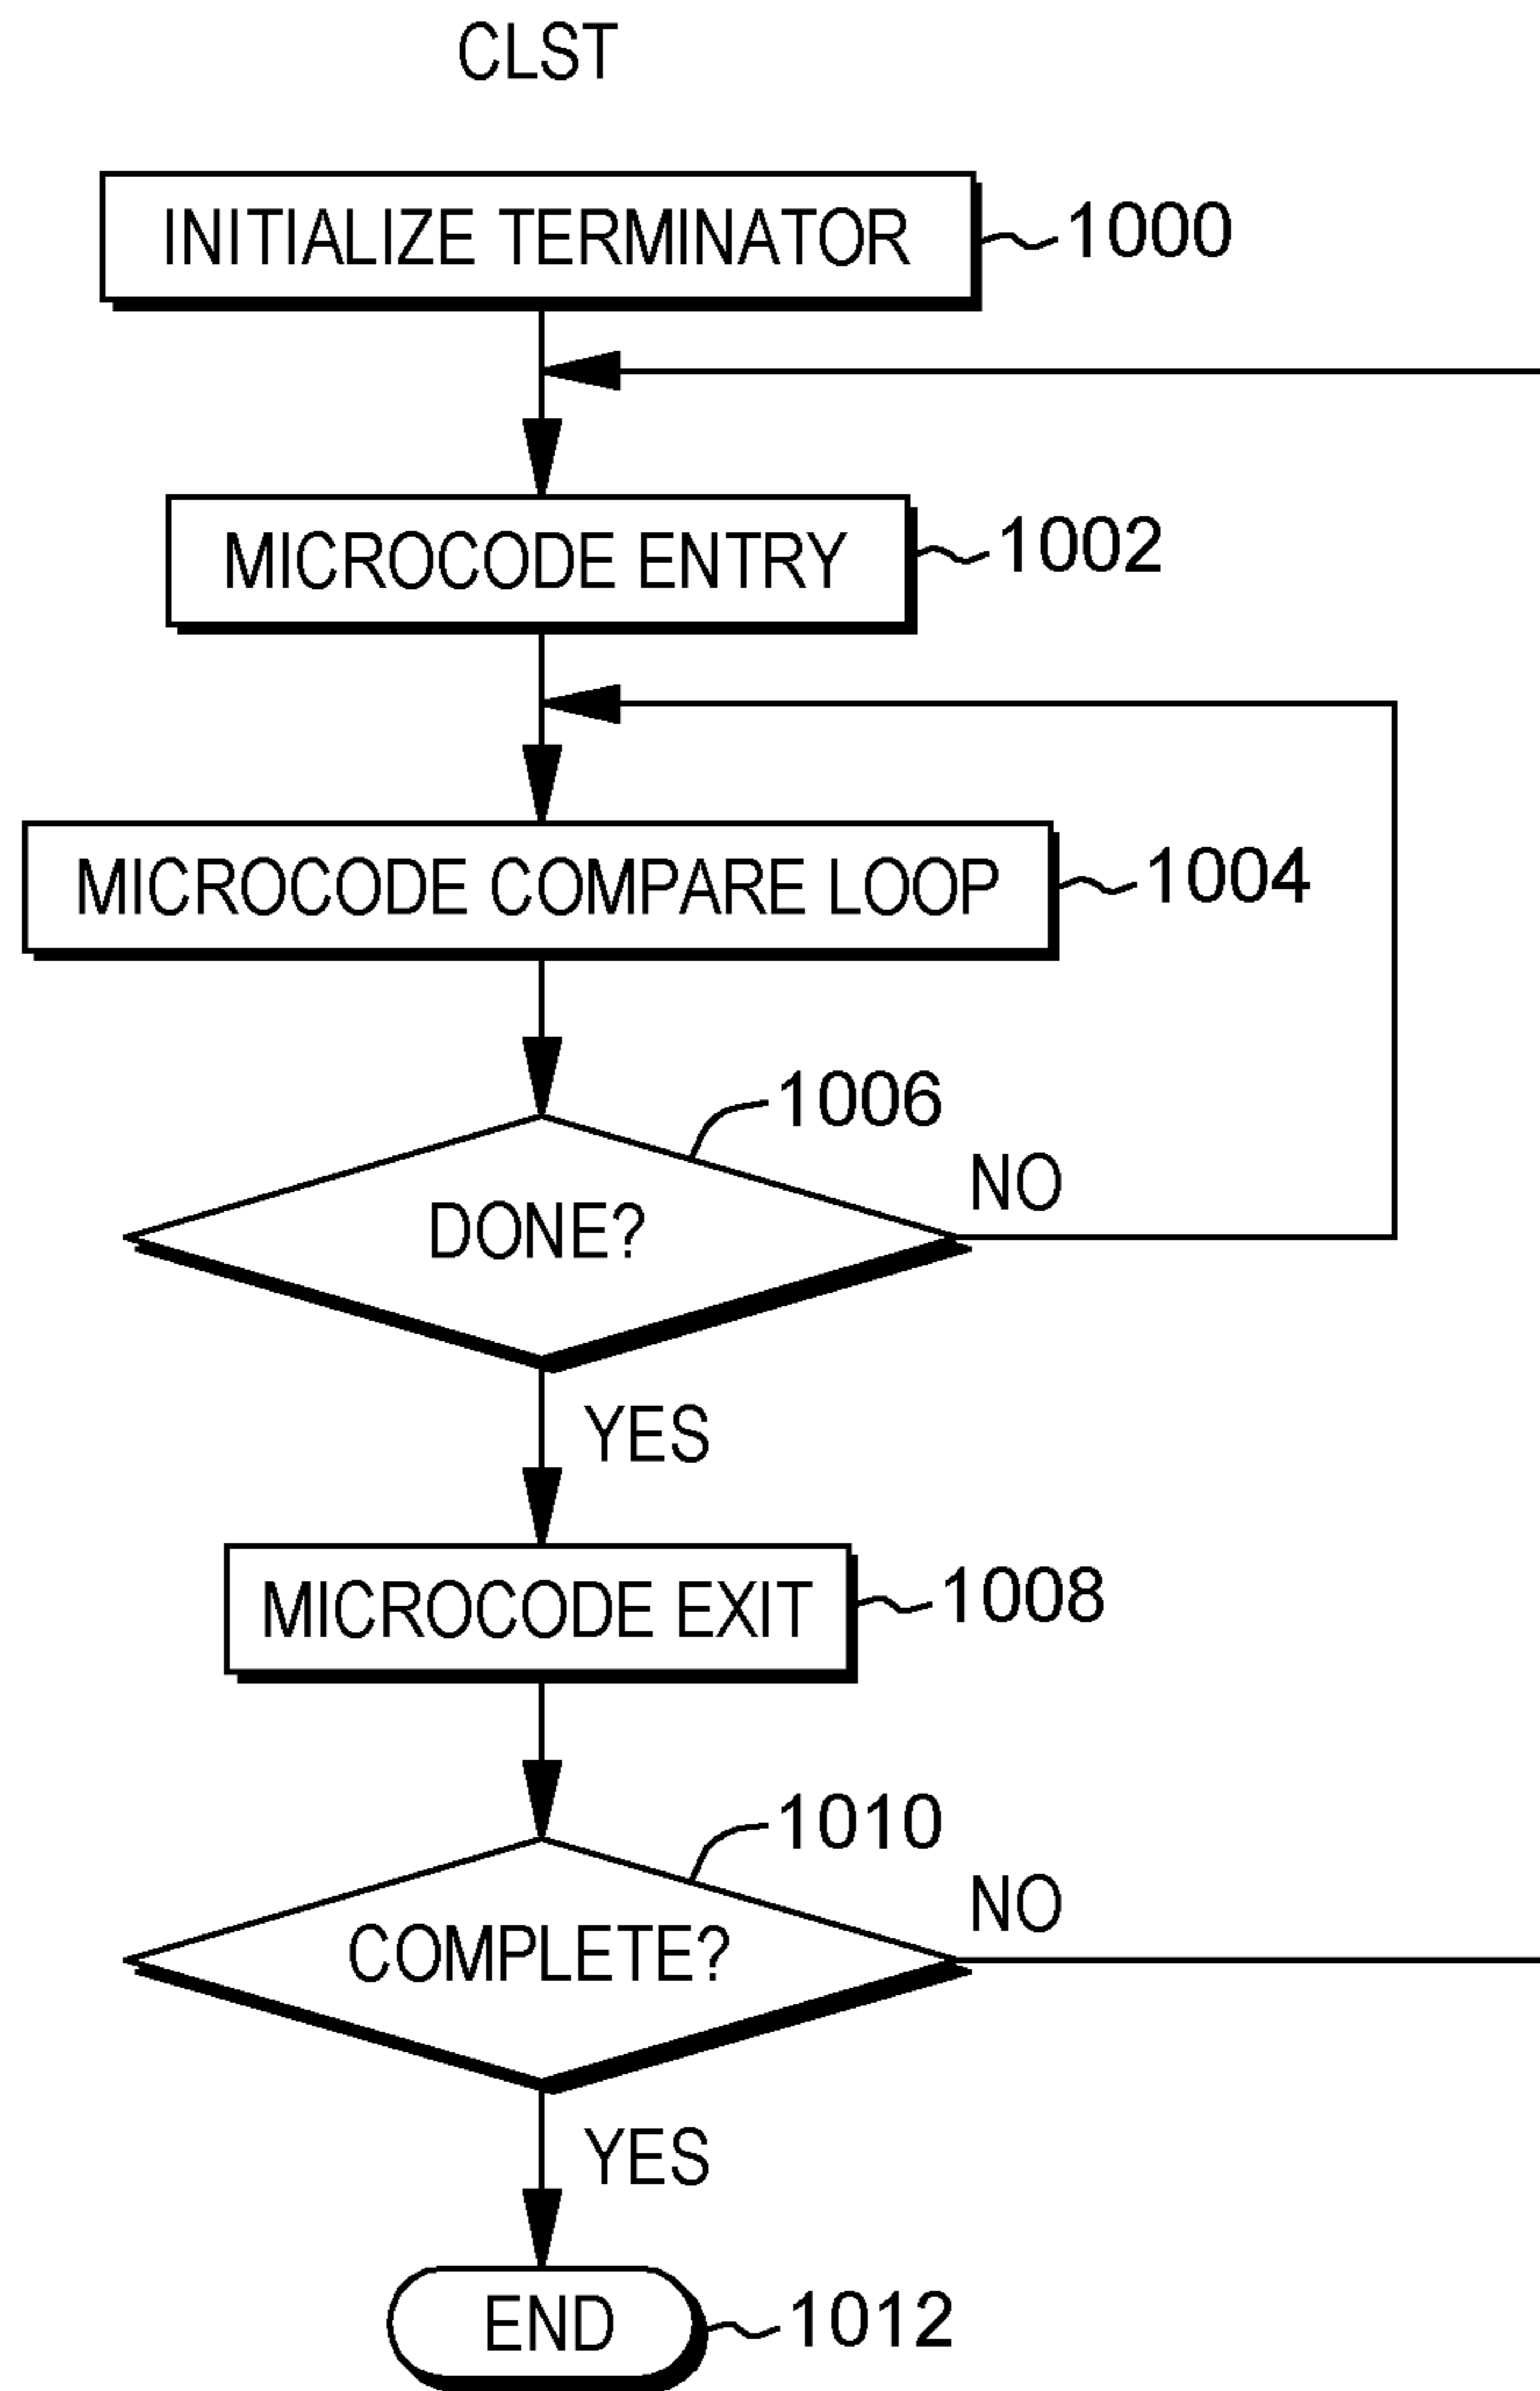 CLST
INITIALIZE TERMINATOR
1000
MICROCODE ENTRY
1002
MICROCODE COMPARE LOOP
1004
1006
DONE?
NO
YES
MICROCODE EXIT
1008
1010
COMPLETE?
NO
YES
END
1012